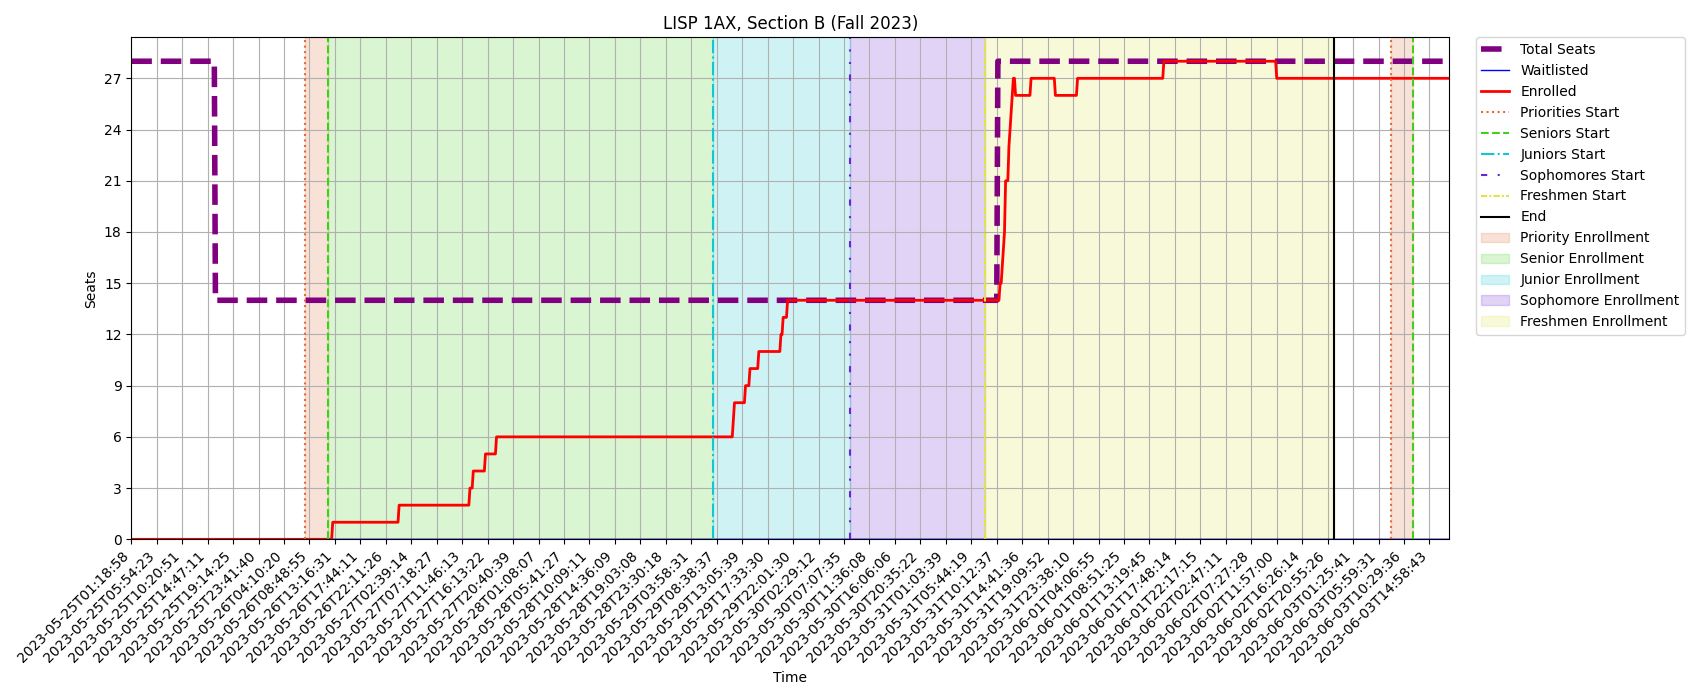 LISP 1AX, Section B (Fall 2023)
Seats
27
24
21
18
15
12
9
6
3
0
2023-05-25T01:18:58
2023-05-25T05:54:23
2023-05-25T10:20:51
2023-05-25T14:47:11
2023-05-25T19:14:25
2023-05-25T23:41:40
2023-05-26T04:10:20
2023-05-26T08:48:55
2023-05-26T13:16:31
2023-05-26T17:44:11
2023-05-26T22:11:26
2023-05-27T02:39:14
2023-05-27T07:18:27
2023-05-27T11:46:13
2023-05-27T16:13:22
2023-05-27T20:40:39
2023-05-28T01:08:07
2023-05-28T05:41:27
2023-05-28T10:09:11
2023-05-28T14:36:09
2023-05-28T19:03:08
2023-05-28T23:30:18
2023-05-29T03:58:31
2023-05-29T08:38:37
2023-05-29T13:05:39
2023-05-29T17:33:30
2023-05-29T22:01:30
2023-05-30T02:29:12
2023-05-30T07:07:35
2023-05-30T11:36:08
2023-05-30T16:06:06
2023-05-30T20:35:22
2023-05-31T01:03:39
2023-05-31T05:44:19
2023-05-31T10:12:37
2023-05-31T14:41:36
2023-05-31T19:09:52
2023-05-31T23:38:10
2023-06-01T04:06:55
2023-06-01T08:51:25
2023-06-01T13:19:45
2023-06-01T17:48:14
2023-06-01T22:17:15
2023-06-02T02:47:11
2023-06-02T07:27:28
2023-06-02T11:57:00
2023-06-02T16:26:14
2023-06-02T20:55:26
2023-06-03T01:25:41
2023-06-03T05:59:31
2023-06-03T10:29:36
2023-06-03T14:58:43
Time
Total Seats
Waitlisted
Enrolled
Priorities Start
Seniors Start
Juniors Start
Sophomores Start
Freshmen Start
End
Priority Enrollment
Senior Enrollment
Junior Enrollment
Sophomore Enrollment
Freshmen Enrollment